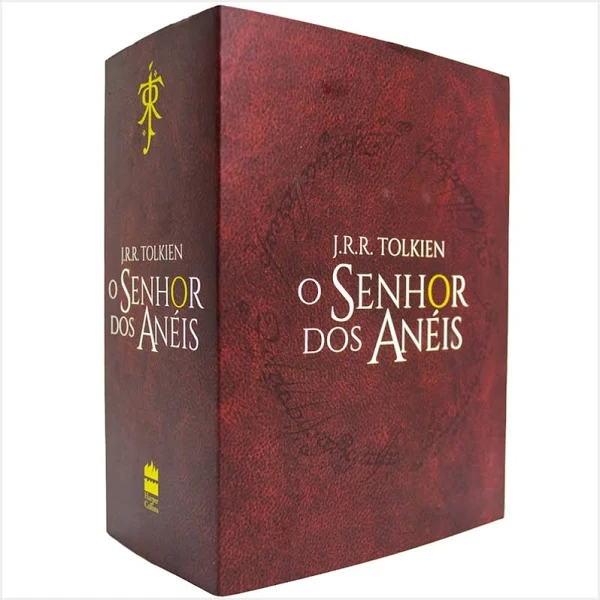 J.R.R. TOLKIEN
O SENHOR
DOS ANÉIS
Harper
Collins
J.R.R. TOLKIEN
O SENHOR
DOS ANÉIS